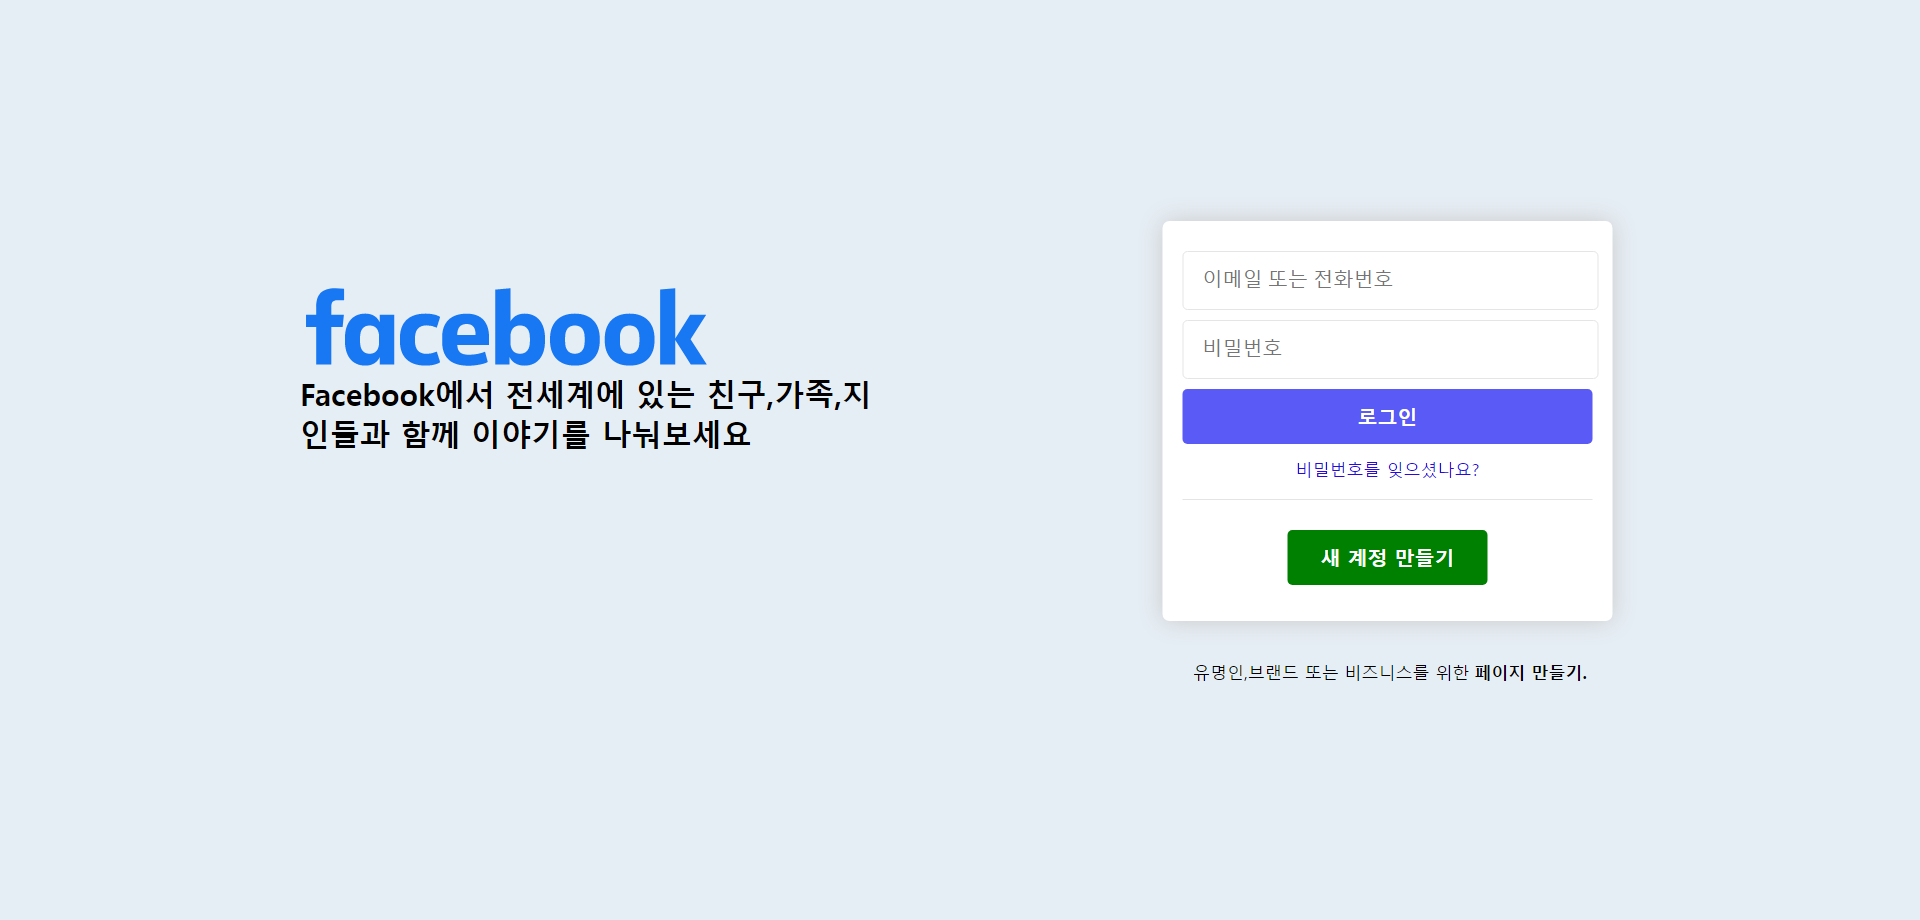 facebook
Facebook에서 전세계에 있는 친구,가족,지
인들과 함께 이야기를 나눠보세요
이메일 또는 전화번호
비밀번호
로그인
비밀번호를 잊으셨나요?
새 계정 만들기
유명인,브랜드 또는 비즈니스를 위한 페이지 만들기.